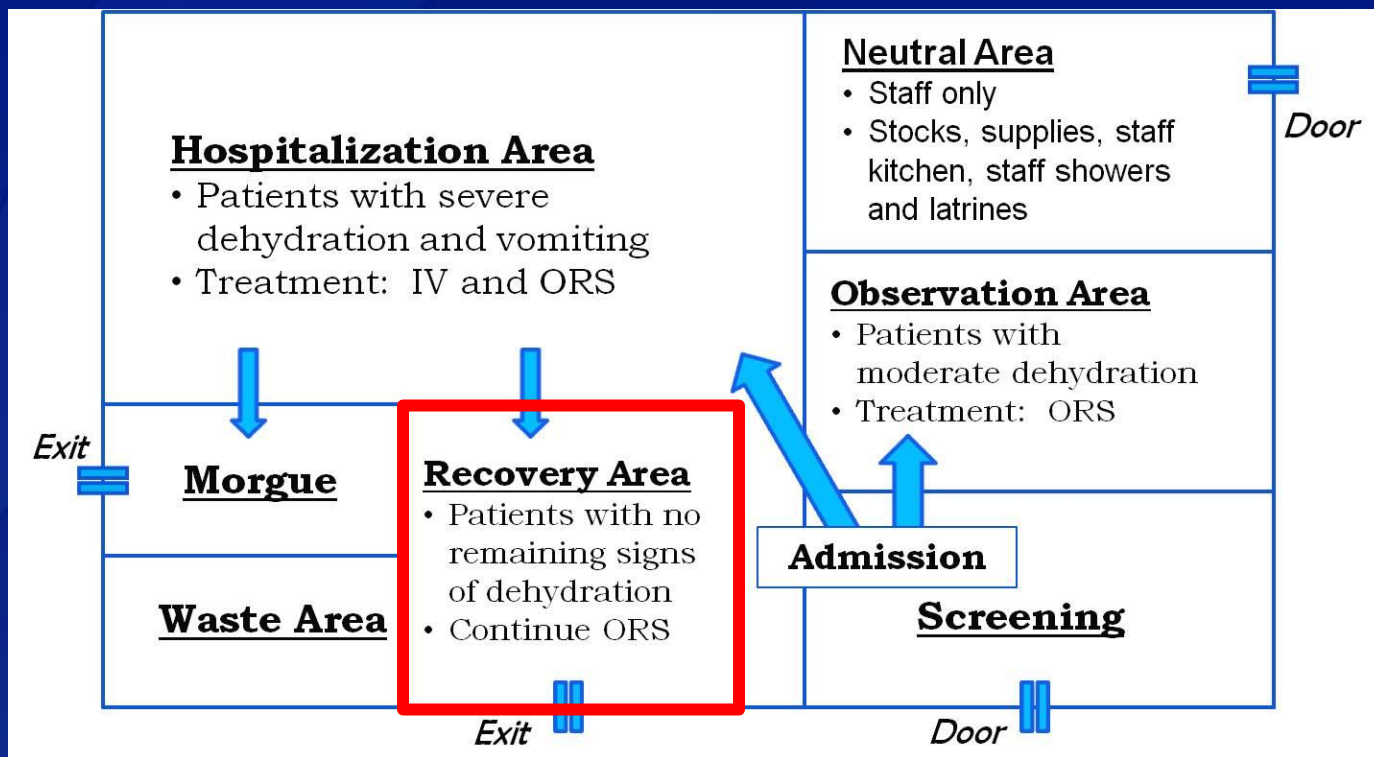 Hospitalization Area
• Patients with severe
dehydration and vomiting
• Treatment:  IV and ORS
Neutral Area
• Staff only
• Stocks, supplies, staff
kitchen, staff showers
and latrines
Door
Observation Area
• Patients with
moderate dehydration
• Treatment:  ORS
Exit
Morgue
Recovery Area
• Patients with no
remaining signs
of dehydration
• Continue ORS
Admission
Waste Area
Screening
Exit
Door